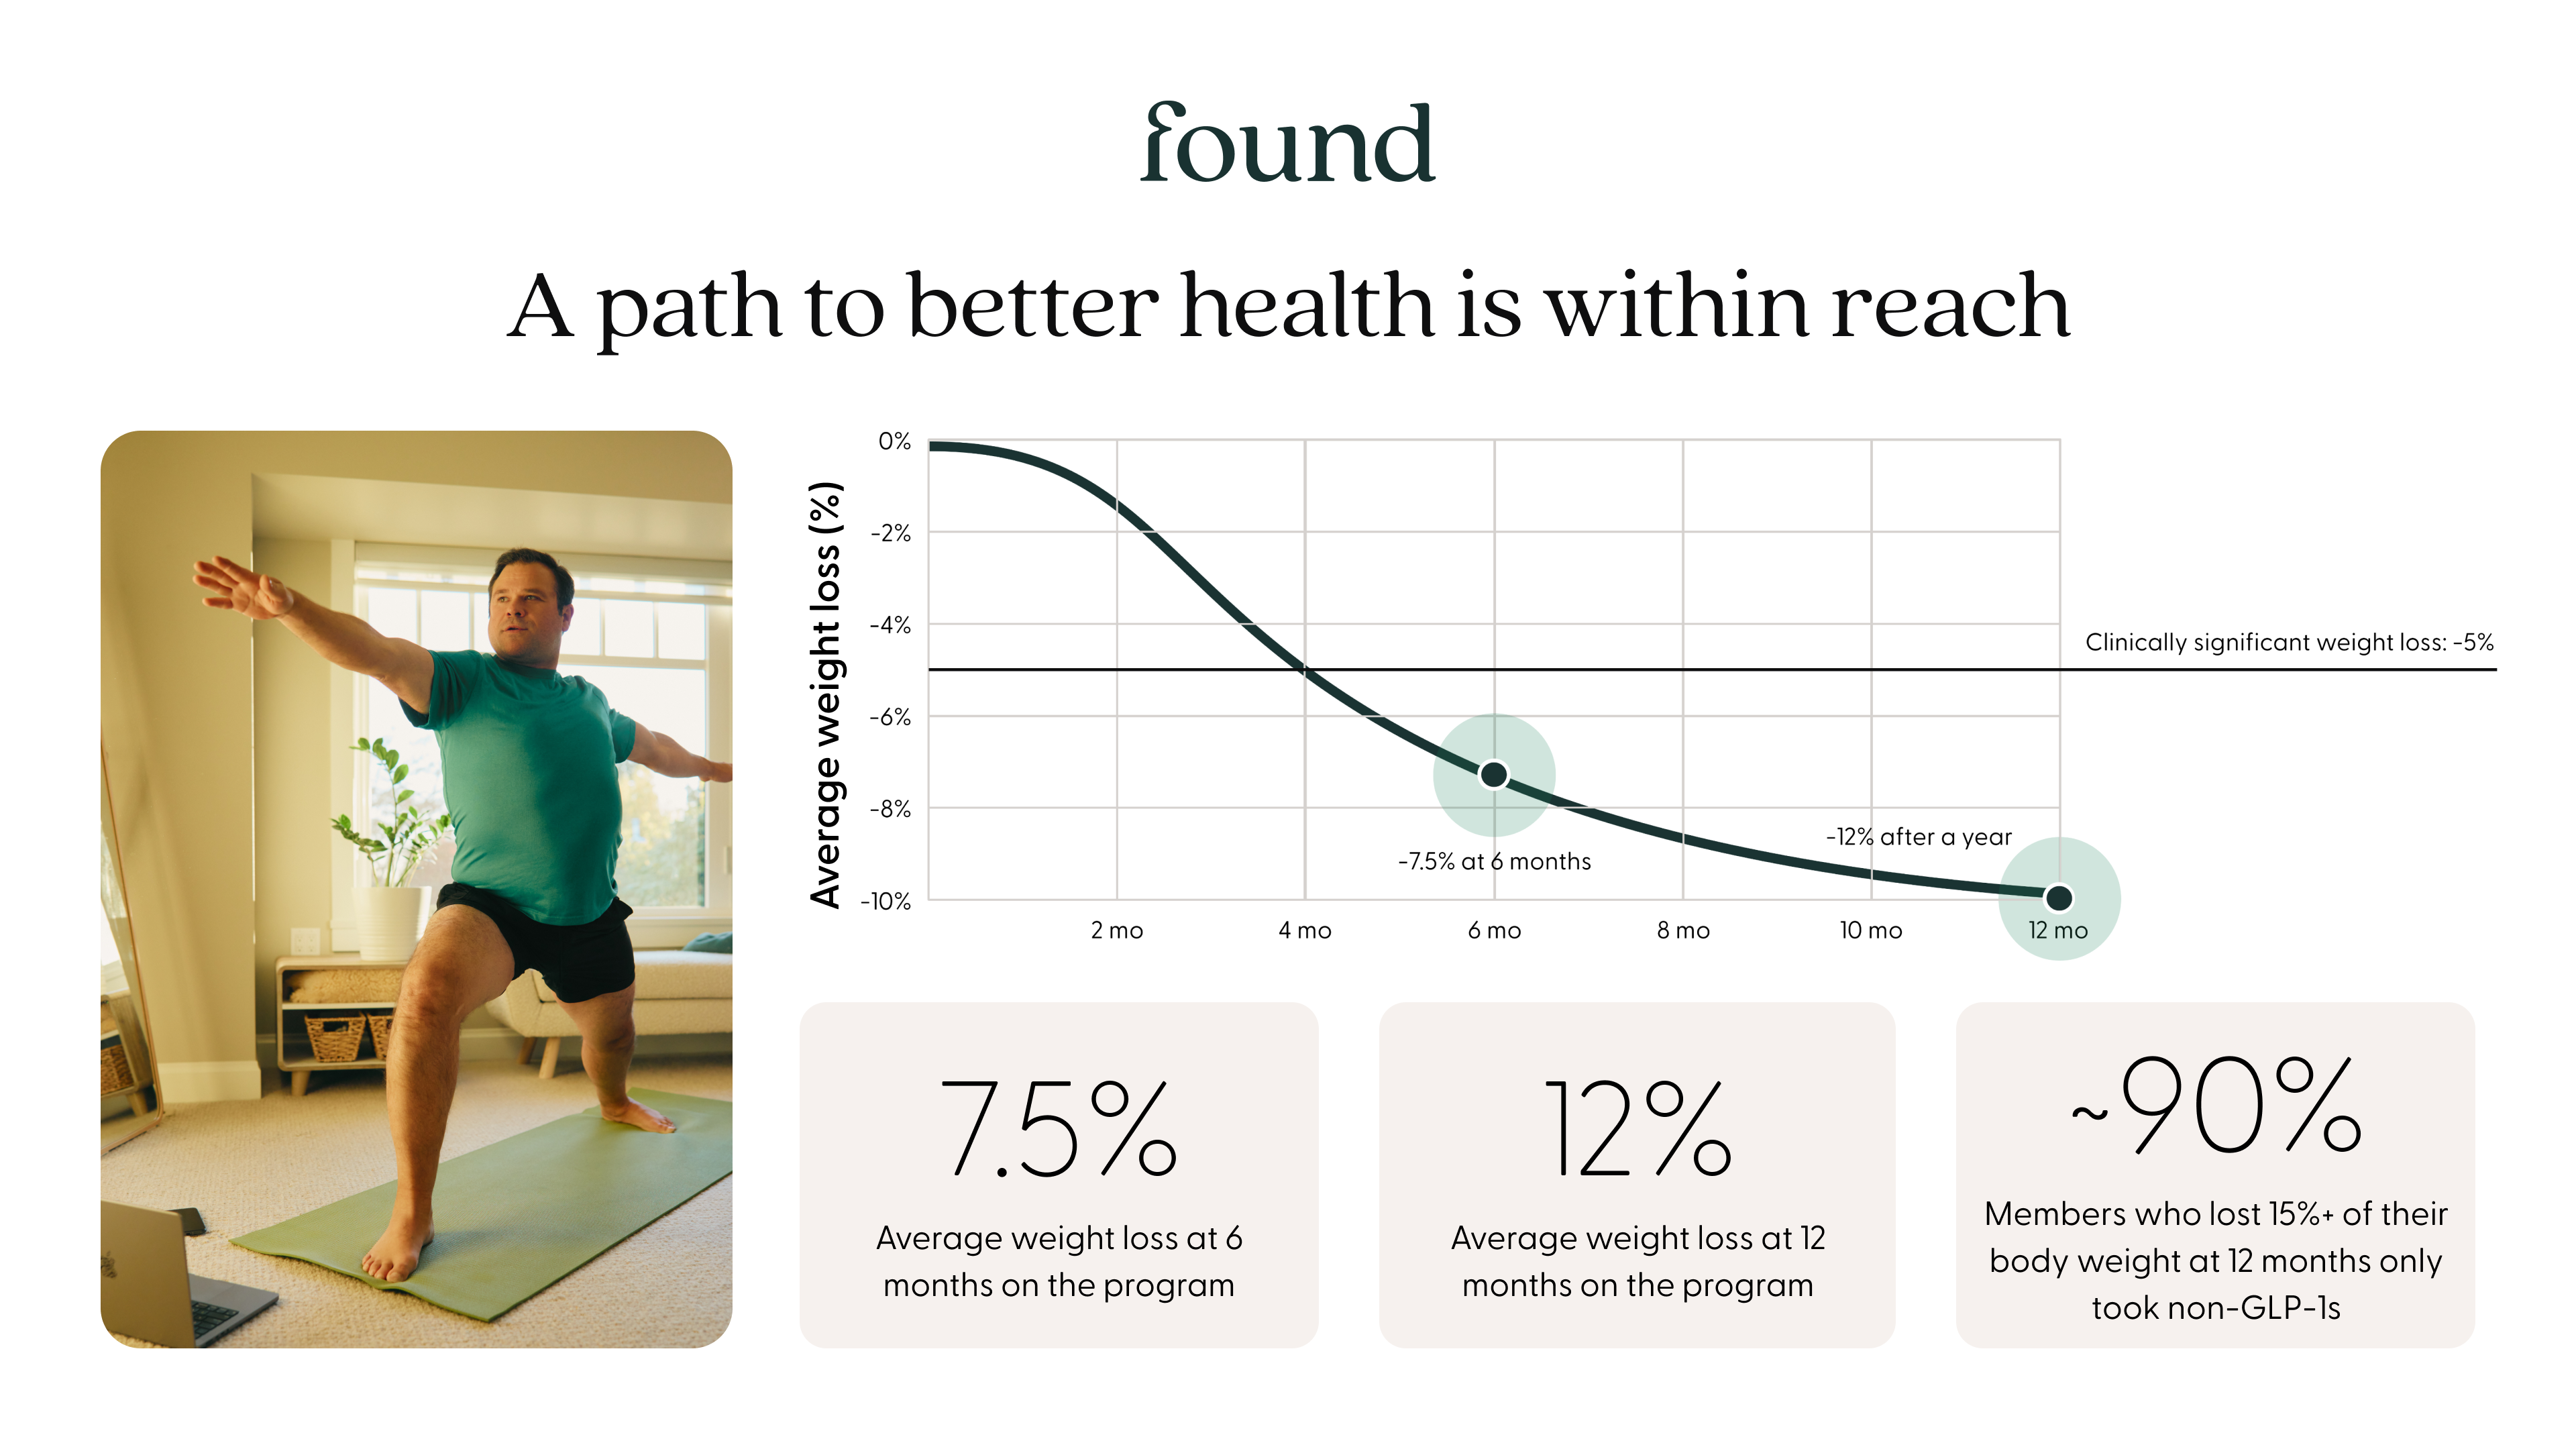 found
A path to better health is within reach
Average weight loss (%)
0%
-2%
-4%
-6%
-8%
-10%
Clinically significant weight loss: -5%
-7.5% at 6 months
-12% after a year
2 mo
4 mo
6 mo
8 mo
10 mo
12 mo
7.5%
Average weight loss at 6
months on the program
12%
Average weight loss at 12
months on the program
~90%
Members who lost 15%+ of their
body weight at 12 months only
took non-GLP-1s